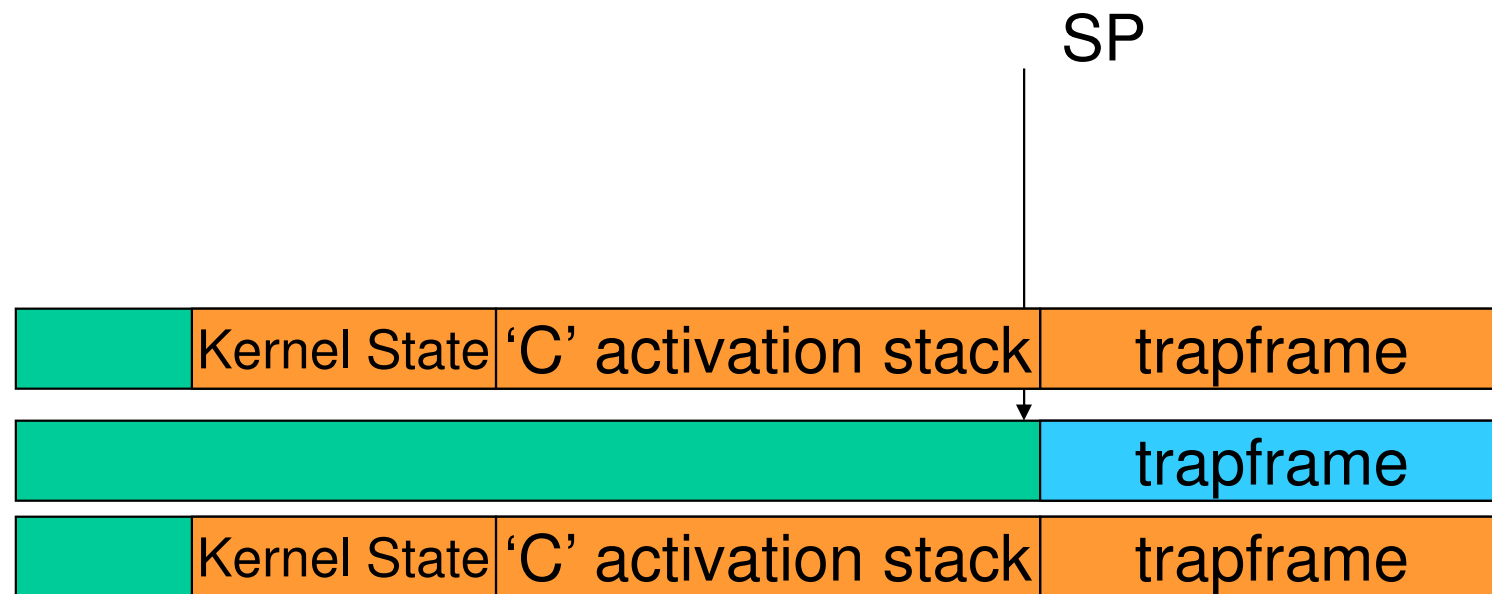 SP
Kernel State ‘C’ activation stack trapframe
trapframe
Kernel State ‘C’ activation stack trapframe